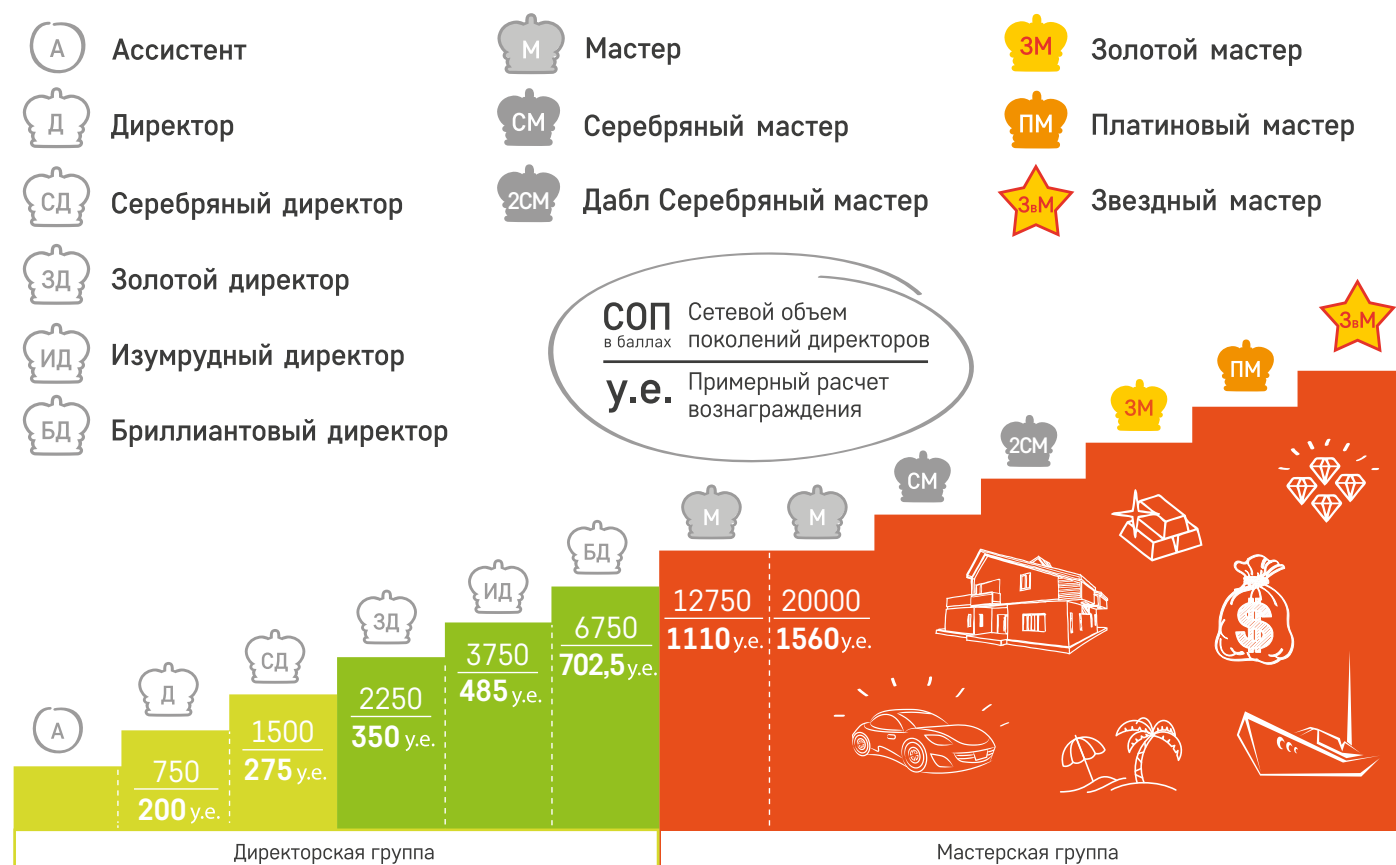 А Ассистент
Д Директор
СД Серебряный директор
ЗД Золотой директор
ИД Изумрудный директор
БД Бриллиантовый директор
М Мастер
СМ Серебряный мастер
2СМ Дабл Серебряный мастер
ЗМ Золотой мастер
ПМ Платиновый мастер
ЗвМ Звездный мастер
СОП
в баллах
Сетевой объем
поколений директоров
у.е.
Примерный расчет
вознаграждения
А
Д
750
200 у.е.
СД
1500
275 у.е.
ЗД
2250
350 у.е.
ИД
3750
485 у.е.
БД
6750
702,5 у.е.
М
12750
1110 у.е.
М
20000
1560 у.е.
СМ
2СМ
ЗМ
ПМ
ЗвМ
$
Директорская группа
Мастерская группа